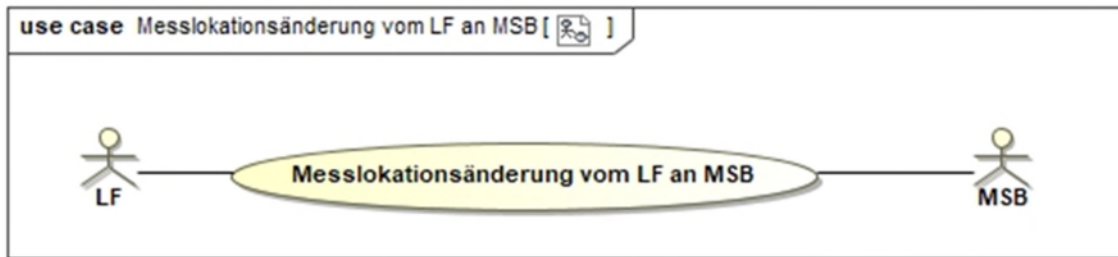 use case Messlokationsänderung vom LF an MSB [ ]
Messlokationsänderung vom LF an MSB
LF
MSB